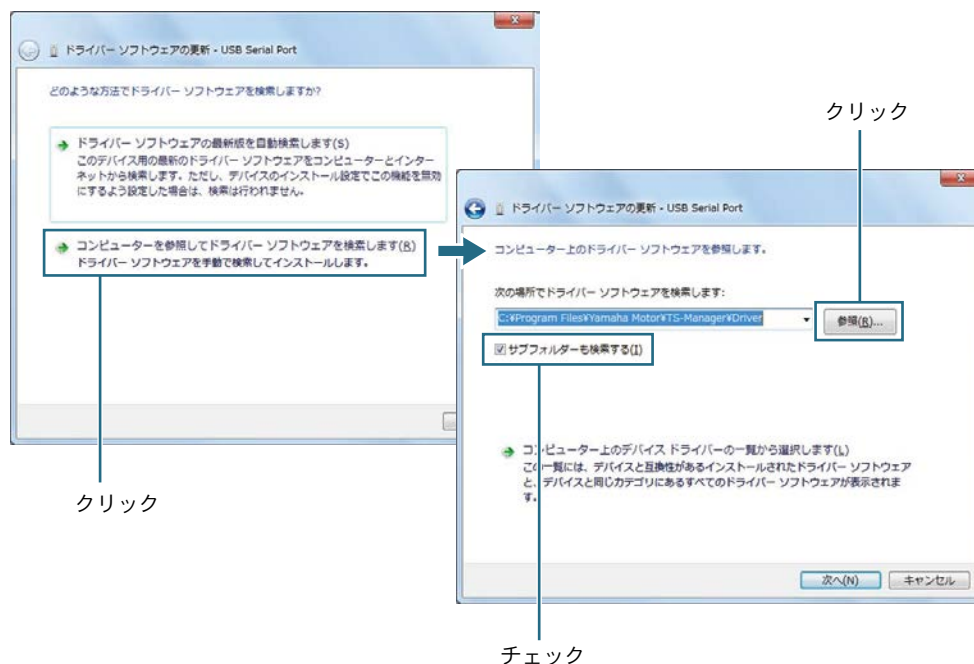 ドライバー ソフトウェアの更新 - USB Serial Port
どのような方法でドライバー ソフトウェアを検索しますか?
ドライバー ソフトウェアの最新版を自動検索します(S)
このデバイス用の最新のドライバー ソフトウェアをコンピューターとインター
ネットから検索します。ただし、デバイスのインストール設定でこの機能を無効
にするよう設定した場合は、検索は行われません。
コンピューターを参照してドライバー ソフトウェアを検索します(R)
ドライバー ソフトウェアを手動で検索してインストールします。
クリック
クリック
ドライバー ソフトウェアの更新 - USB Serial Port
コンピューター上のドライバー ソフトウェアを参照します。
次の場所でドライバー ソフトウェアを検索します:
C:¥Program Files¥Yamaha Motor¥TS-Manager¥Driver
参照(R)...
サブフォルダーも検索する(I)
コンピューター上のデバイス ドライバーの一覧から選択します(L)
この一覧には、デバイスと互換性があるインストールされたドライバー ソフトウェア
と、デバイスと同じカテゴリにあるすべてのドライバー ソフトウェアが表示されま
す。
次へ(N)
キャンセル
チェック